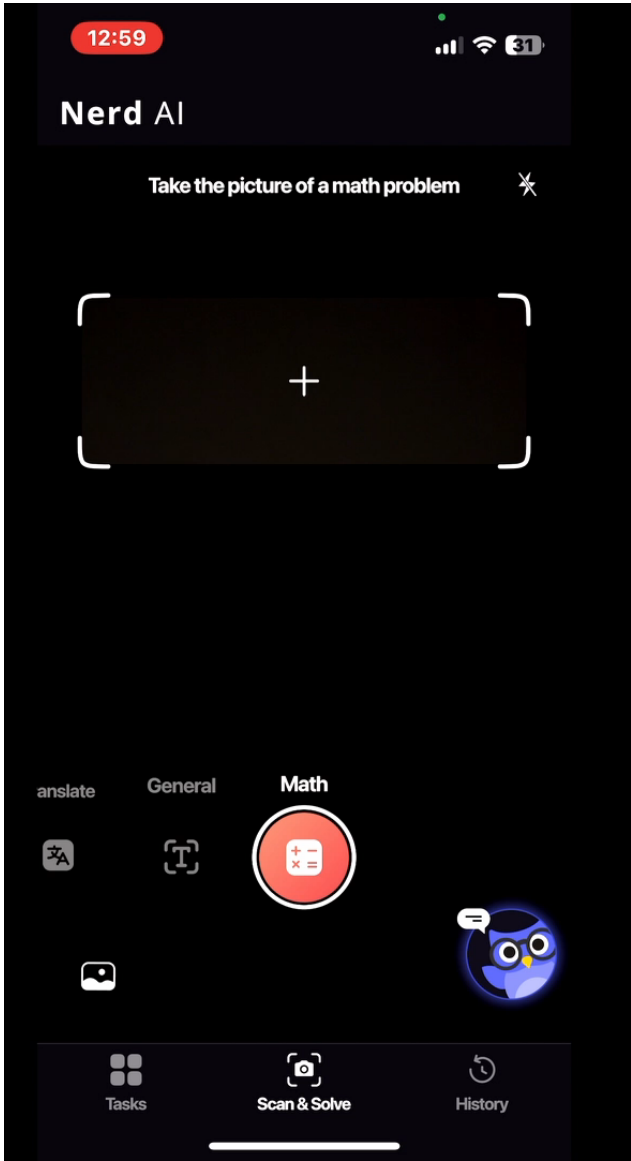 12:59
31
Nerd AI
Take the picture of a math problem
anslate General Math
Tasks Scan & Solve History